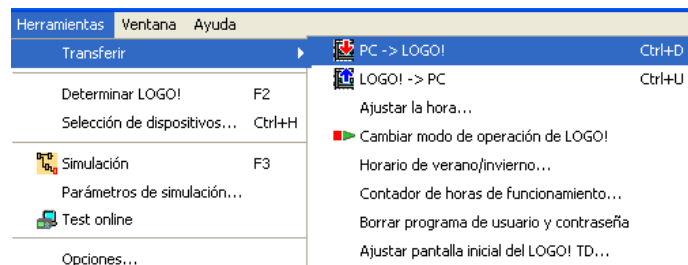 Herramientas Ventana Ayuda
Transferir
Determinar LOGO! F2
Selección de dispositivos... Ctrl+H
Simulación F3
Parámetros de simulación...
Test online
Opciones...
PC -> LOGO! Ctrl+D
LOGO! -> PC Ctrl+U
Ajustar la hora...
Cambiar modo de operación de LOGO!
Horario de verano/invierno...
Contador de horas de funcionamiento...
Borrar programa de usuario y contraseña
Ajustar pantalla inicial del LOGO! TD...